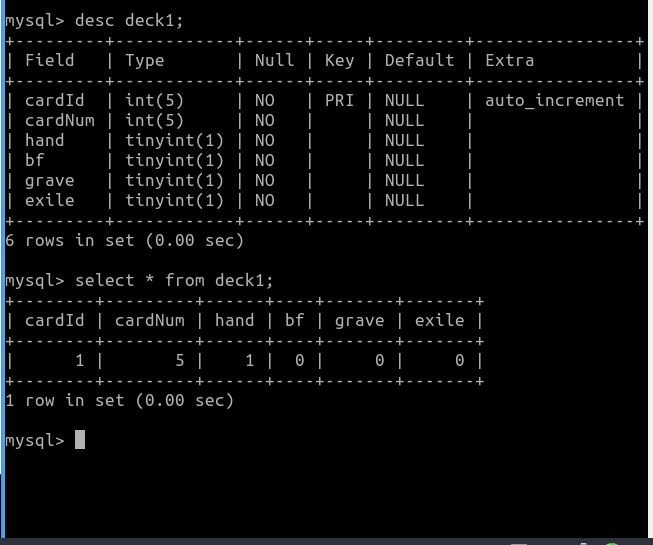 mysql> desc deck1;
+---------+------------+------+-----+---------+----------------+
| Field   | Type       | Null | Key | Default | Extra          |
+---------+------------+------+-----+---------+----------------+
| cardId  | int(5)     | NO   | PRI | NULL    | auto_increment |
| cardNum | int(5)     | NO   |     | NULL    |                |
| hand    | tinyint(1) | NO   |     | NULL    |                |
| bf      | tinyint(1) | NO   |     | NULL    |                |
| grave   | tinyint(1) | NO   |     | NULL    |                |
| exile   | tinyint(1) | NO   |     | NULL    |                |
+---------+------------+------+-----+---------+----------------+
6 rows in set (0.00 sec)
mysql> select * from deck1;
+--------+---------+------+----+-------+-------+
| cardId | cardNum | hand | bf | grave | exile |
+--------+---------+------+----+-------+-------+
|      1 |       5 |    1 |  0 |     0 |     0 |
+--------+---------+------+----+-------+-------+
1 row in set (0.00 sec)
mysql>